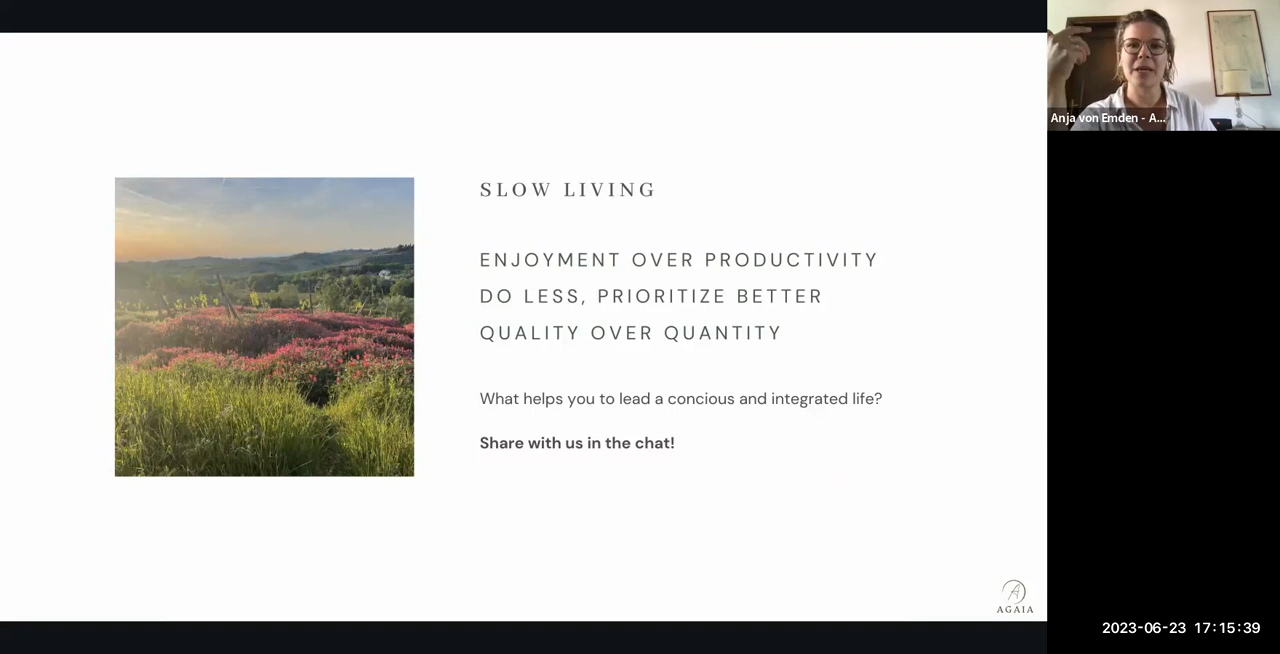 Anja von Emden - A...
SLOW LIVING
ENJOYMENT OVER PRODUCTIVITY
DO LESS, PRIORITIZE BETTER
QUALITY OVER QUANTITY
What helps you to lead a concious and integrated life?
Share with us in the chat!
A
AGAIA
2023-06-23 17:15:39